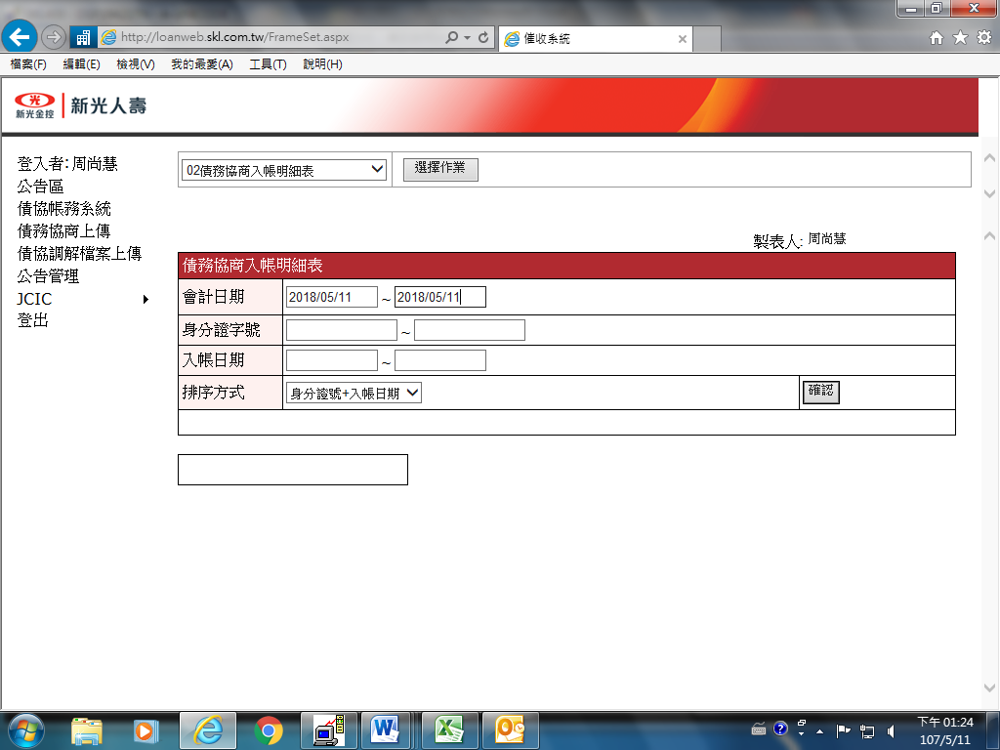 http://loanweb.skl.com.tw/FrameSet.aspx
催收系統
檔案(F) 編輯(E) 檢視(V) 我的最愛(A) 工具(T) 說明(H)
新光金控 新光人壽
登入者: 周尚慧
公告區
債協帳務系統
債務協商上傳
債協調解檔案上傳
公告管理
JCIC
登出
02債務協商入帳明細表 選擇作業
製表人: 周尚慧
債務協商入帳明細表
會計日期 2018/05/11 ~ 2018/05/11
身分證字號 ~
入帳日期 ~
排序方式 身分證號+入帳日期 確認
下午 01:24
107/5/11